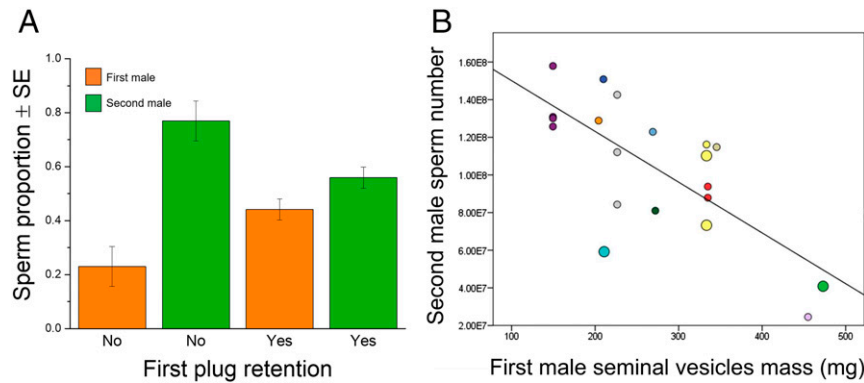 A
Sperm proportion ± SE
1.0
0.8
0.6
0.4
0.2
0.0
First male
Second male
No
No
Yes
Yes
First plug retention
B
Second male sperm number
1.60E8
1.40E8
1.20E8
1.00E8
8.00E7
6.00E7
4.00E7
2.00E7
100
200
300
400
500
First male seminal vesicles mass (mg)